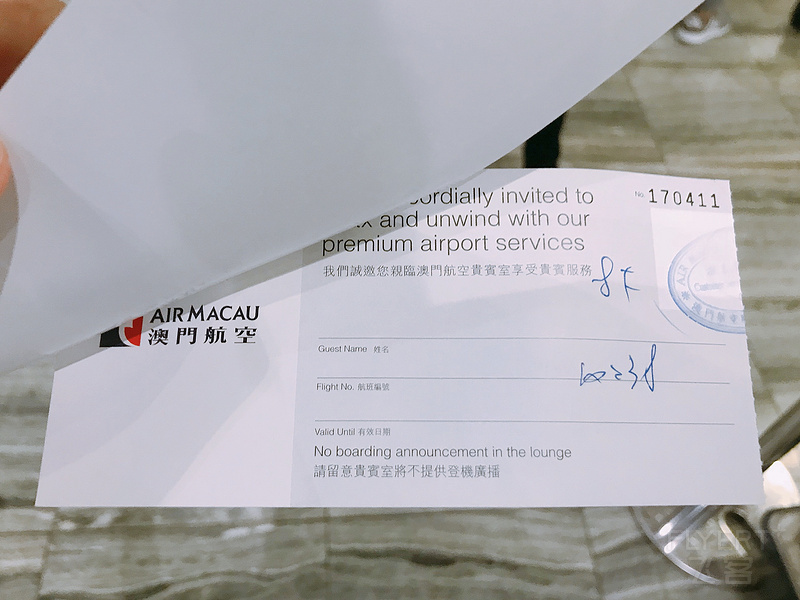 cordially invited to
and unwind with our
premium airport services
我們誠邀您親臨澳門航空貴賓室享受貴賓服務
No 170411
AIR MACAU
澳門航空
Guest Name 姓名
Flight No. 航班編號
Valid Until 有效日期
No boarding announcement in the lounge
請留意貴賓室將不提供登機廣播